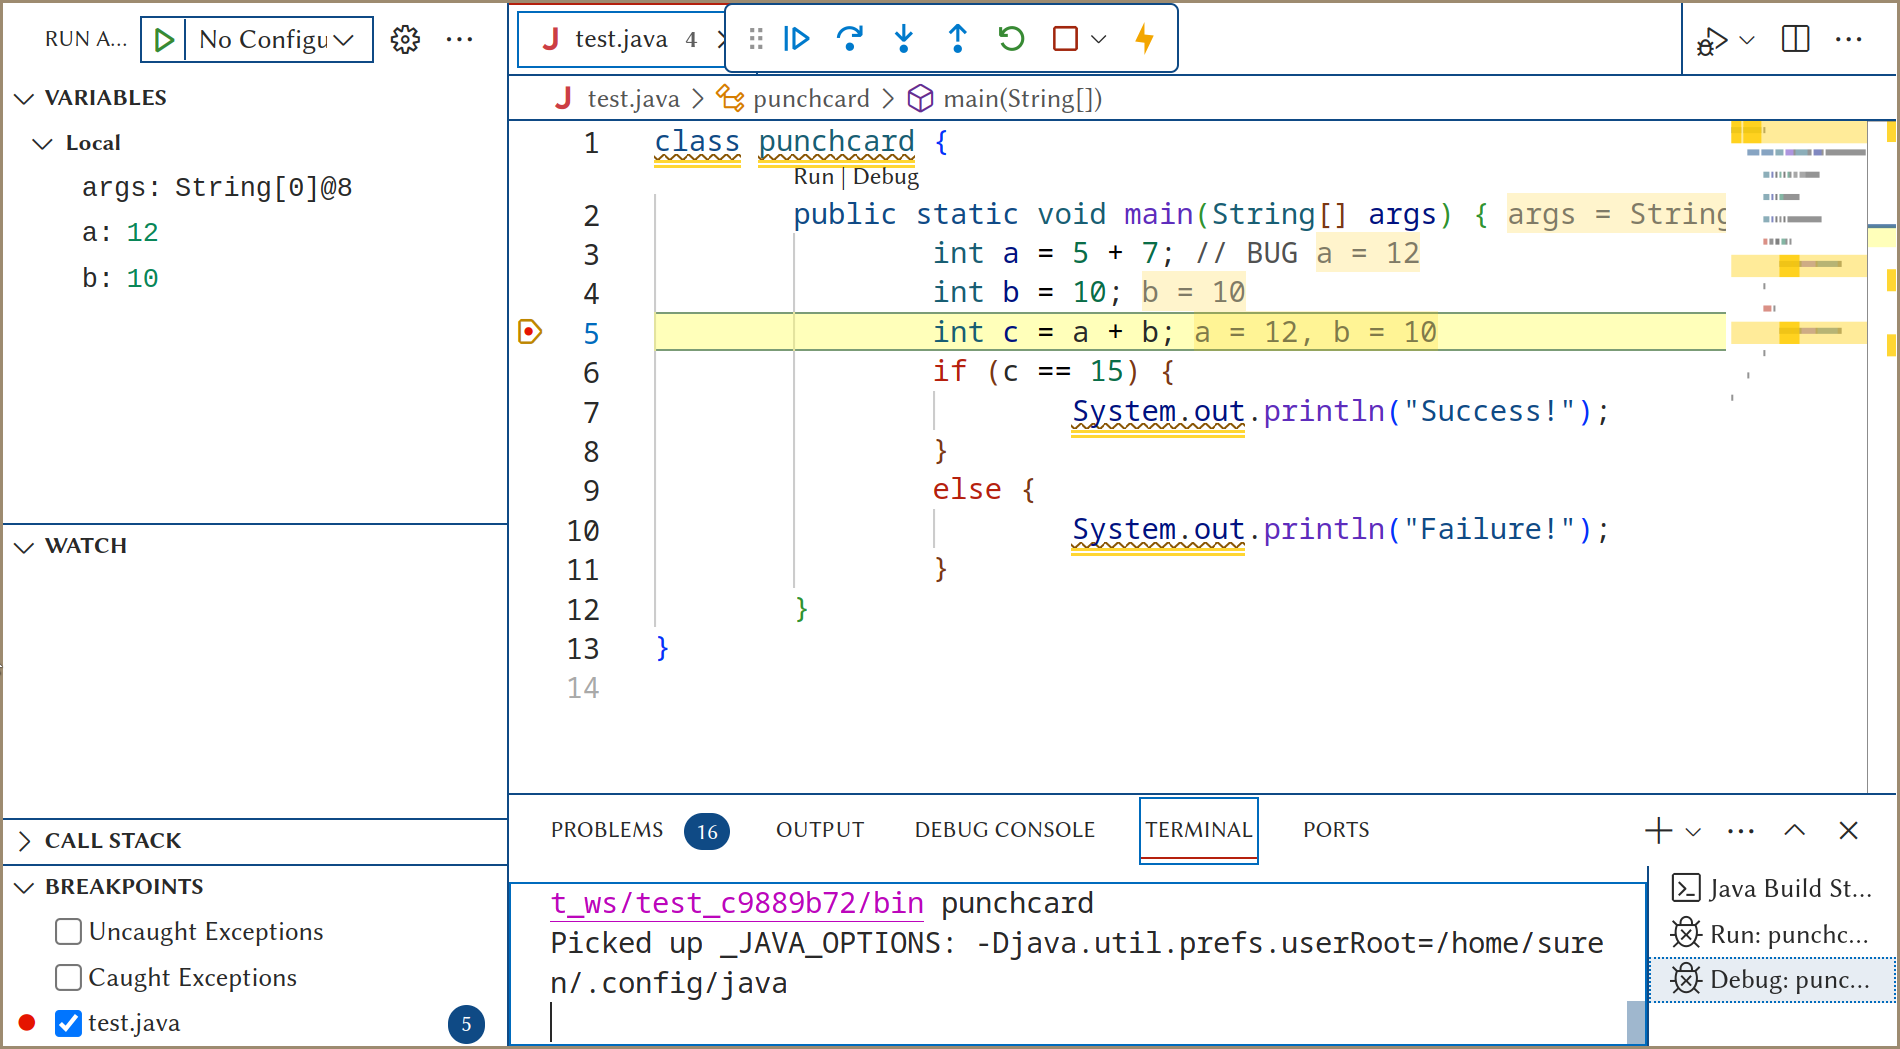 RUN A...
No Configu
VARIABLES
Local
args: String[0]@8
a: 12
b: 10
WATCH
CALL STACK
BREAKPOINTS
Uncaught Exceptions
Caught Exceptions
test.java 5
test.java 4
test.java punchcard main(String[])
1 class punchcard {
Run | Debug
2 public static void main(String[] args) { args = String
3 int a = 5 + 7; // BUG a = 12
4 int b = 10; b = 10
5 int c = a + b; a = 12, b = 10
6 if (c == 15) {
7 System.out.println("Success!");
8 }
9 else {
10 System.out.println("Failure!");
11 }
12 }
13 }
14
PROBLEMS 16 OUTPUT DEBUG CONSOLE TERMINAL PORTS
t_ws/test_c9889b72/bin punchcard
Picked up _JAVA_OPTIONS: -Djava.util.prefs.userRoot=/home/sure
n/.config/java
Java Build St...
Run: punchc...
Debug: punc...